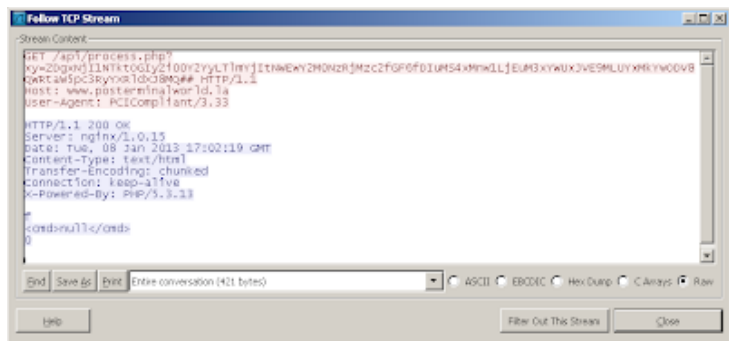 Follow TCP Stream
Stream Content
GET /api/process.php?
HTTP/1.1
Host: www.posterminalworld.la
User-Agent: PCICompliant/3.33
HTTP/1.1 200 OK
Server: nginx/1.0.15
Date: Tue, 08 Jan 2013 17:02:19 GMT
Content-Type: text/html
Transfer-Encoding: chunked
Connection: keep-alive
X-Powered-By: PHP/5.3.13
<cmd>null</cmd>
0
Find Save As Print Entire conversation (421 bytes) ASCII EBCDIC Hex Dump C Arrays Raw
Help Filter Out This Stream Close